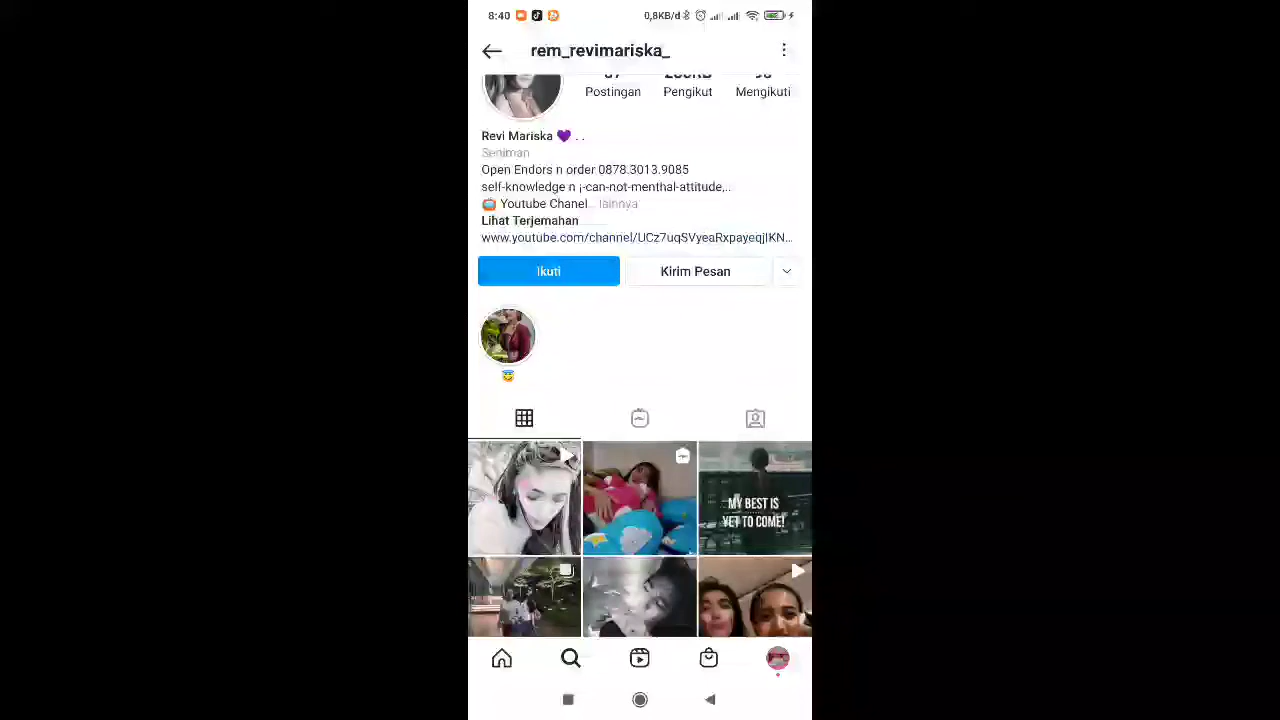 8:40
0,8KB/d
rem_revimariska_
Postingan Pengikut Mengikuti
Revi Mariska 💜 . .
Seniman
Open Endors n order 0878.3013.9085
self-knowledge n ¡-can-not-menthal-attitude,..
📺 Youtube Chanel... lainnya
Lihat Terjemahan
www.youtube.com/channel/UCz7uqSVyeaRxpayeqjIKN...
Ikuti
Kirim Pesan
😇
MY BEST IS
YET TO COME!